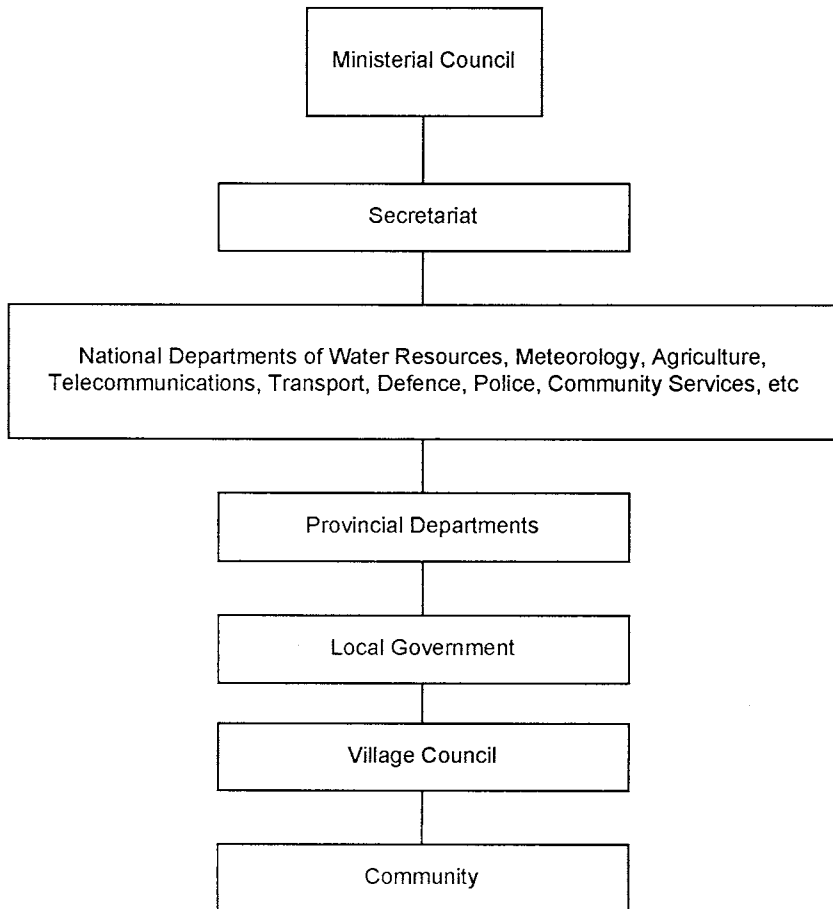 Ministerial Council
Secretariat
National Departments of Water Resources, Meteorology, Agriculture,
Telecommunications, Transport, Defence, Police, Community Services, etc
Provincial Departments
Local Government
Village Council
Community